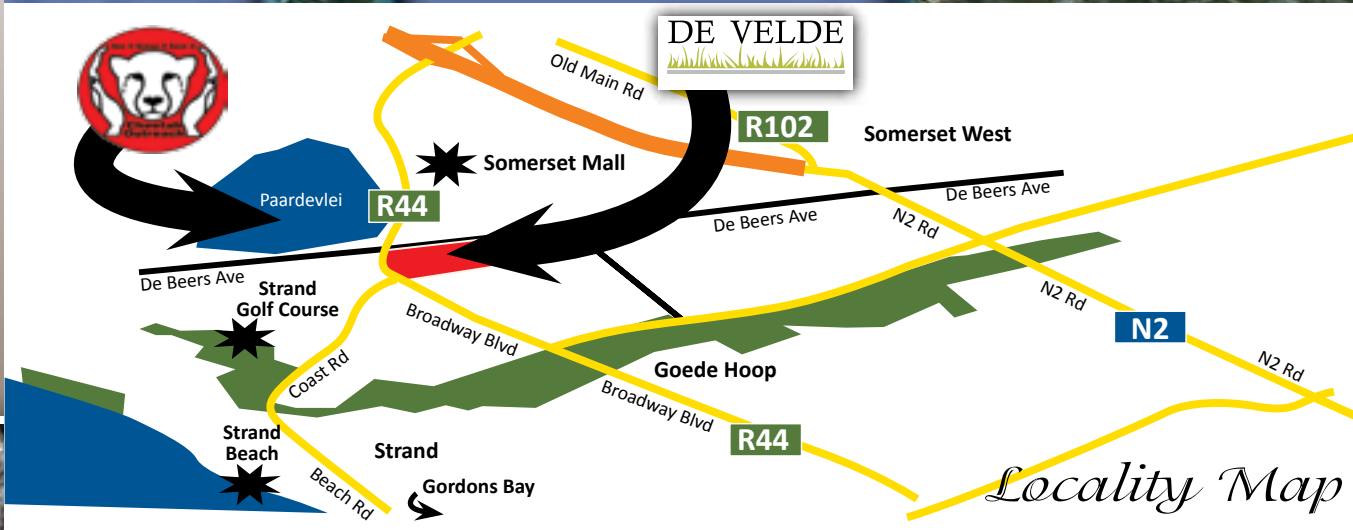 DE VELDE
Old Main Rd
R102
Somerset West
Somerset Mall
Paardevlei
R44
De Beers Ave
De Beers Ave
N2 Rd
De Beers Ave
Strand
Golf Course
Broadway Blvd
N2 Rd
N2
Coast Rd
Goede Hoop
N2 Rd
Broadway Blvd
Strand
Beach
R44
Strand
Beach Rd
Gordons Bay
Locality Map
Cheetah
Outreach